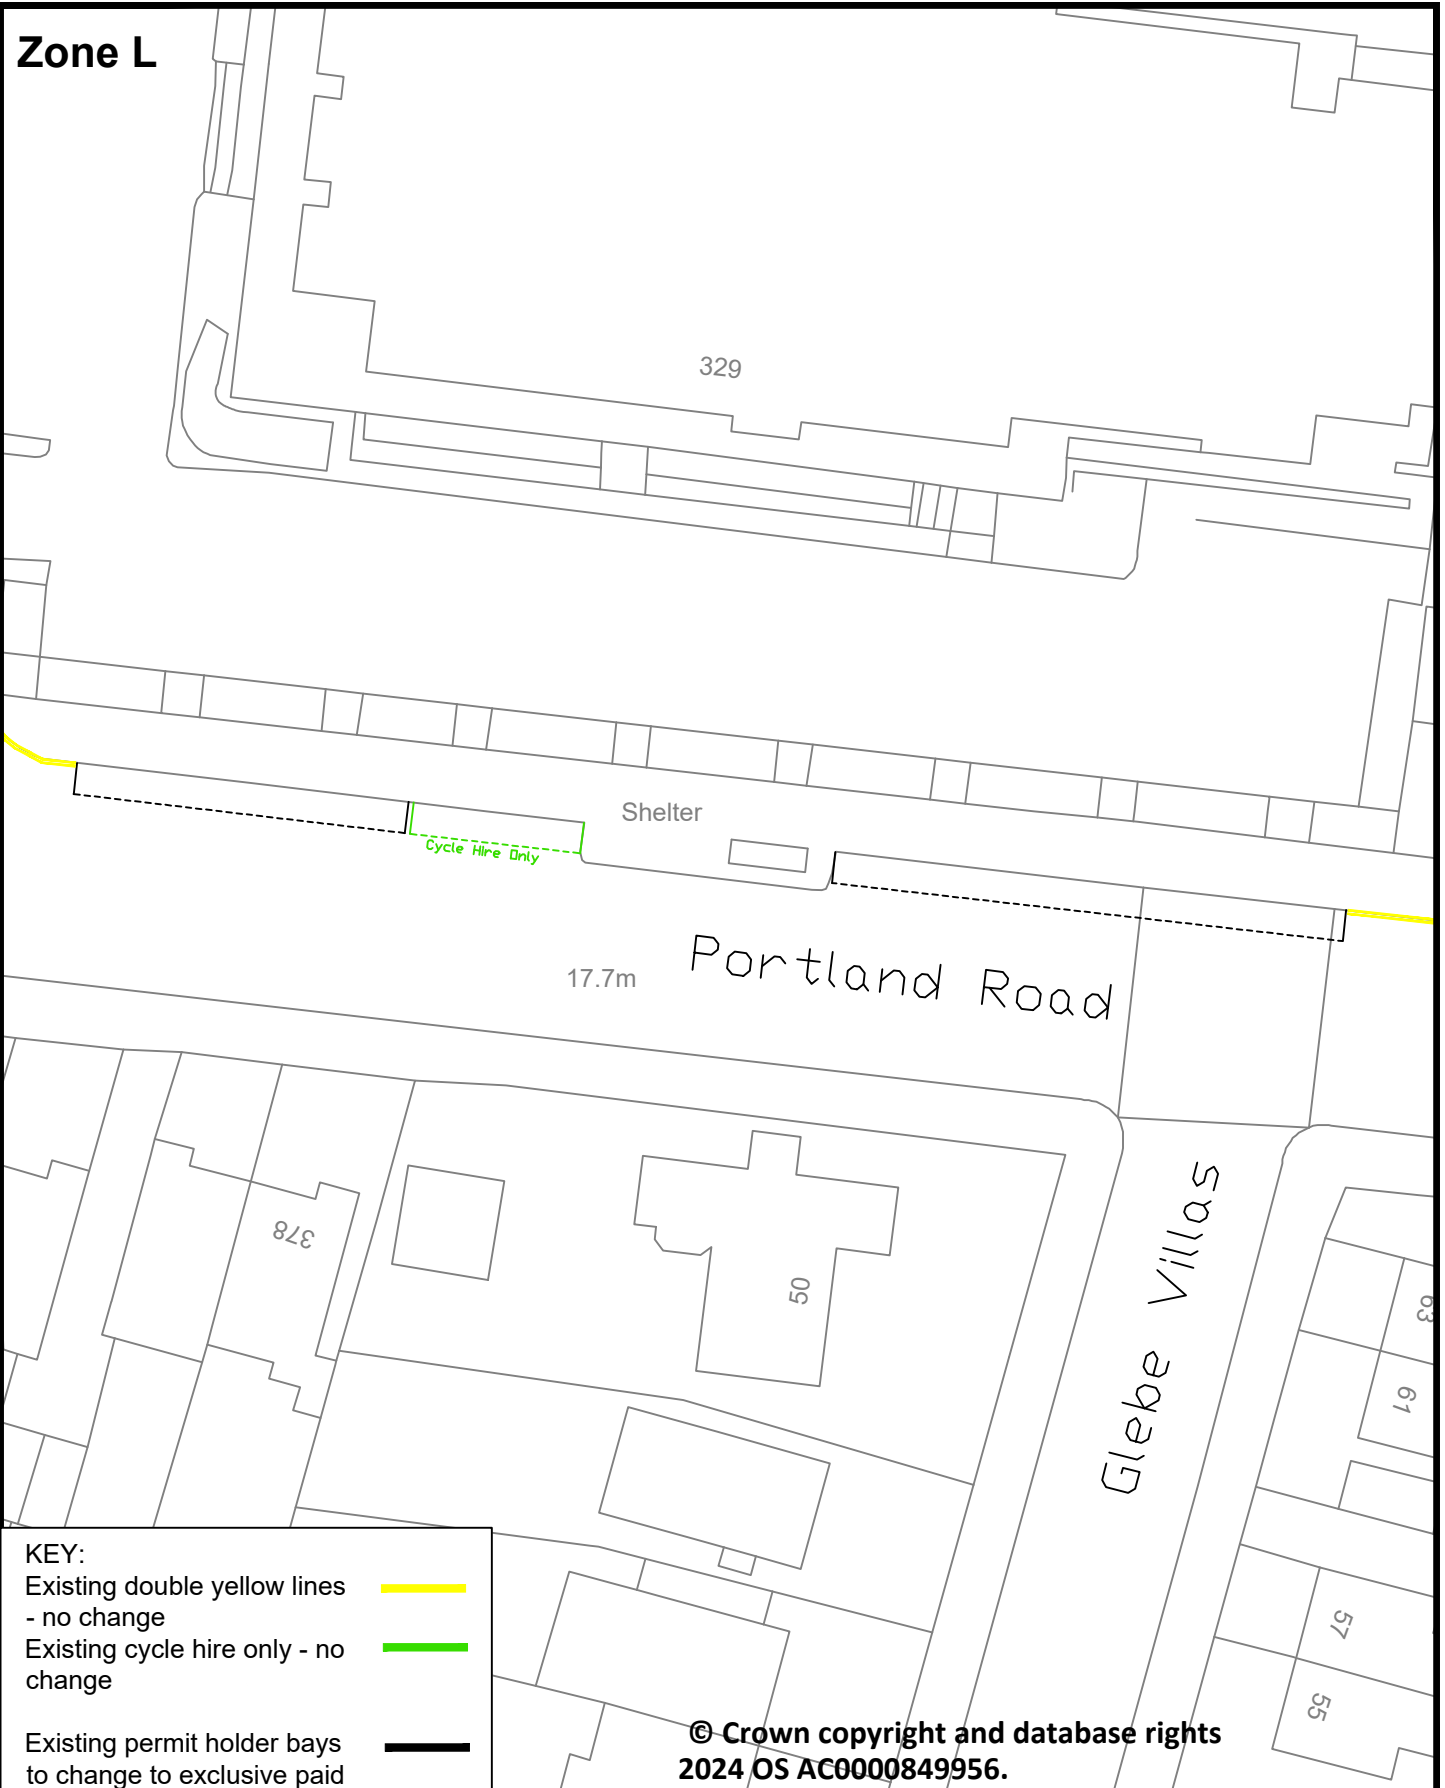 Zone L
329
Shelter
Cycle Hire Only
Portland Road
17.7m
378
50
Glebe Villas
63
61
57
55
KEY:
Existing double yellow lines
- no change
Existing cycle hire only - no
change
Existing permit holder bays
to change to exclusive paid
© Crown copyright and database rights
2024 OS AC0000849956.